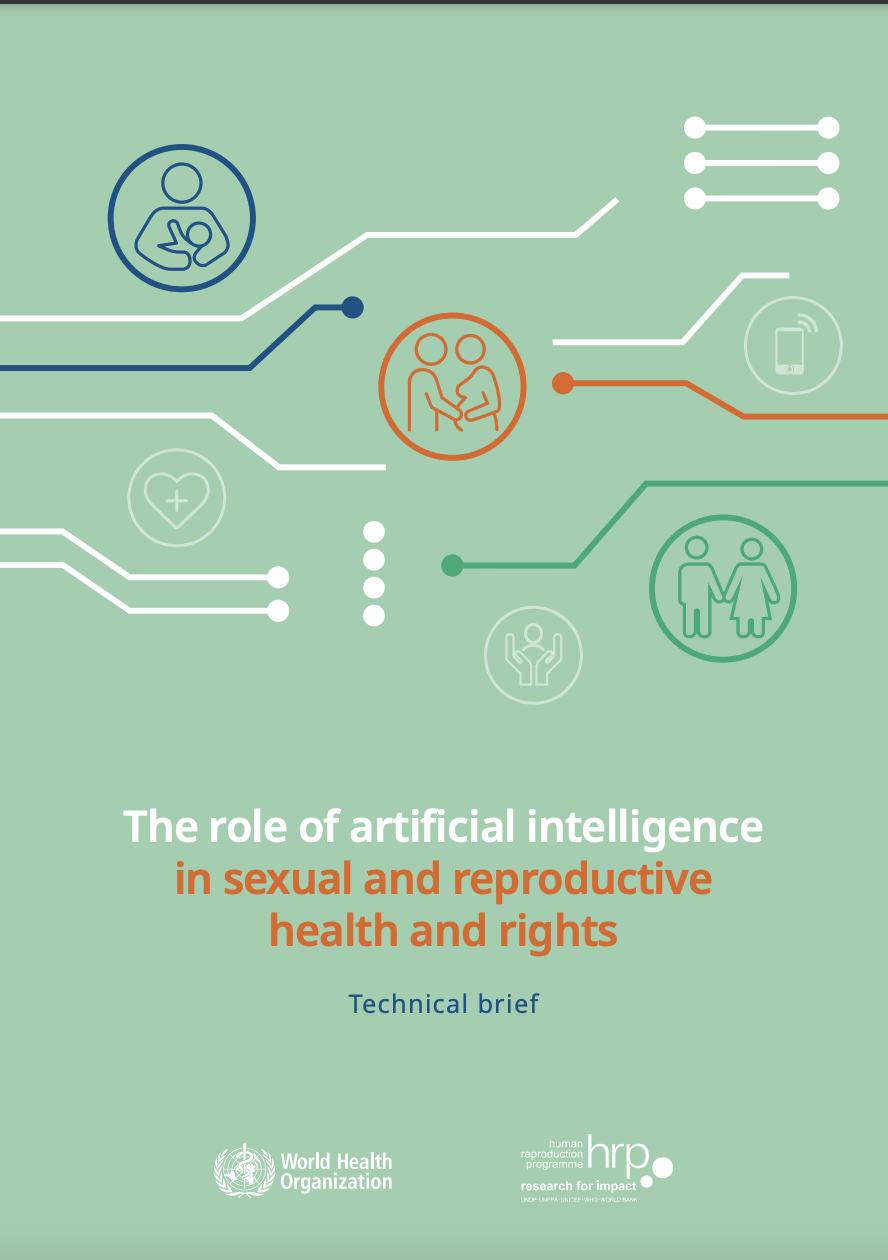 The role of artificial intelligence
in sexual and reproductive
health and rights
Technical brief
World Health
Organization
human
reproduction
programme
hrp
research for impact
UNDP·UNFPA·UNICEF·WHO·WORLD BANK